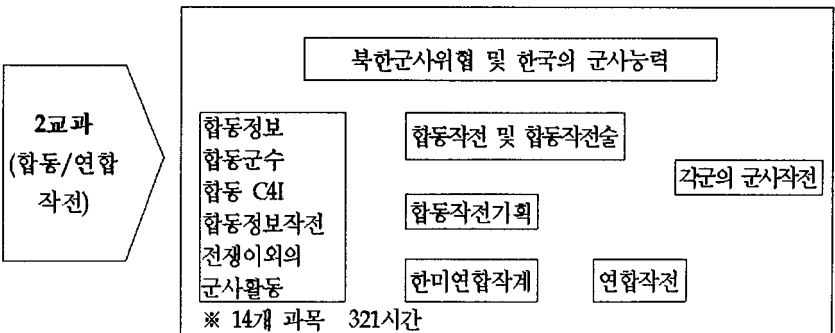 2교과
(합동/연합
작전)
북한군사위협 및 한국의 군사능력
합동정보
합동군수
합동 C4I
합동정보작전
전쟁이외의
군사활동
합동작전 및 합동작전술
합동작전기획
한미연합작계
연합작전
각군의 군사작전
※ 14개 과목 321시간